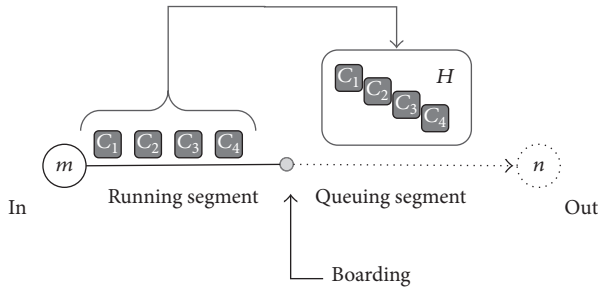 C1 C2 C3 C4 H
C1 C2 C3 C4
m n
Running segment Queuing segment
In Out
Boarding